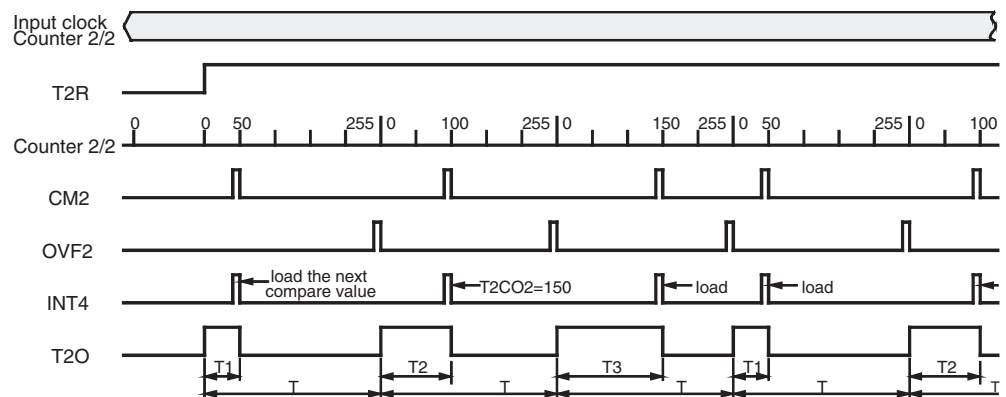 Input clock
Counter 2/2
T2R
0 0 50 255 0 100 255 0 150 255 0 50 255 0 100
Counter 2/2
CM2
OVF2
INT4
load the next
compare value
T2CO2=150
load
load
T2O
T1 T2 T3 T1 T2
T T T T T